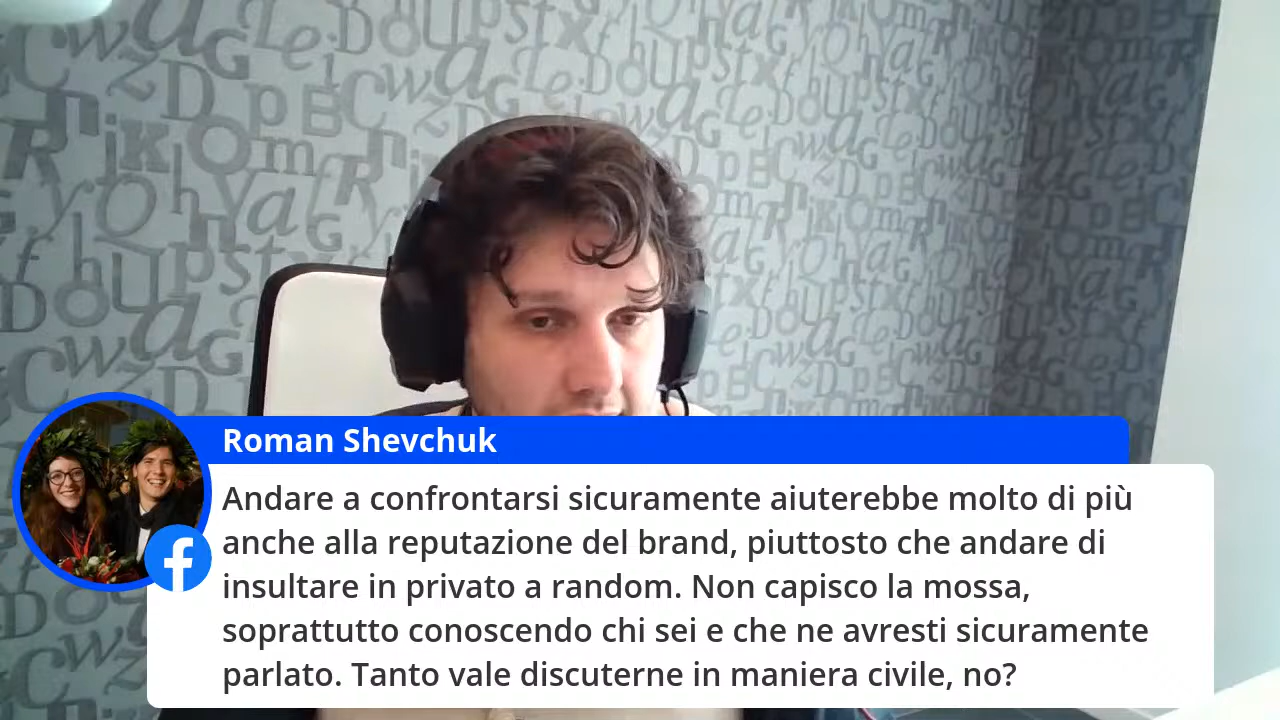 Roman Shevchuk
Andare a confrontarsi sicuramente aiuterebbe molto di più
anche alla reputazione del brand, piuttosto che andare di
insultare in privato a random. Non capisco la mossa,
soprattutto conoscendo chi sei e che ne avresti sicuramente
parlato. Tanto vale discuterne in maniera civile, no?